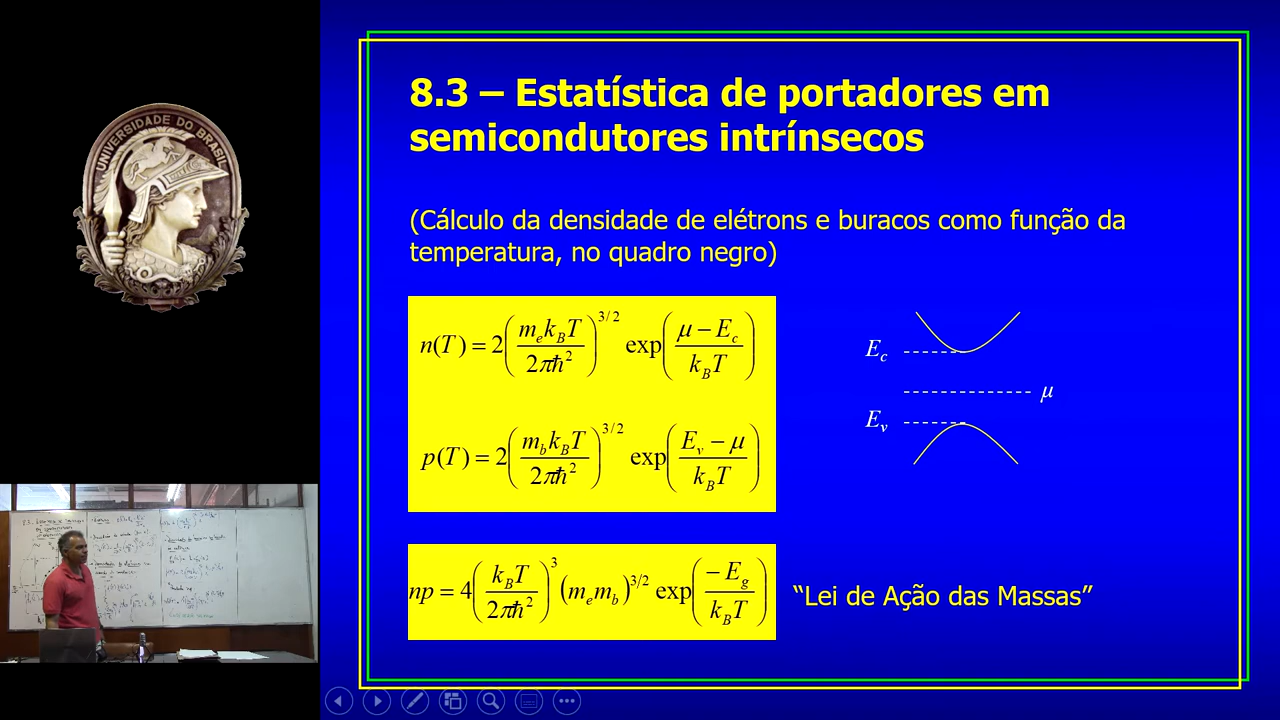 UNIVERSIDADE DO BRASIL
8.3 – Estatística de portadores em
semicondutores intrínsecos
(Cálculo da densidade de elétrons e buracos como função da
temperatura, no quadro negro)
n(T) = 2(m_e k_B T / 2πħ²)^{3/2} exp((μ − E_c) / k_B T)
E_c
μ
E_v
p(T) = 2(m_b k_B T / 2πħ²)^{3/2} exp((E_v − μ) / k_B T)
np = 4(k_B T / 2πħ²)^3 (m_e m_b)^{3/2} exp(−E_g / k_B T)
“Lei de Ação das Massas”